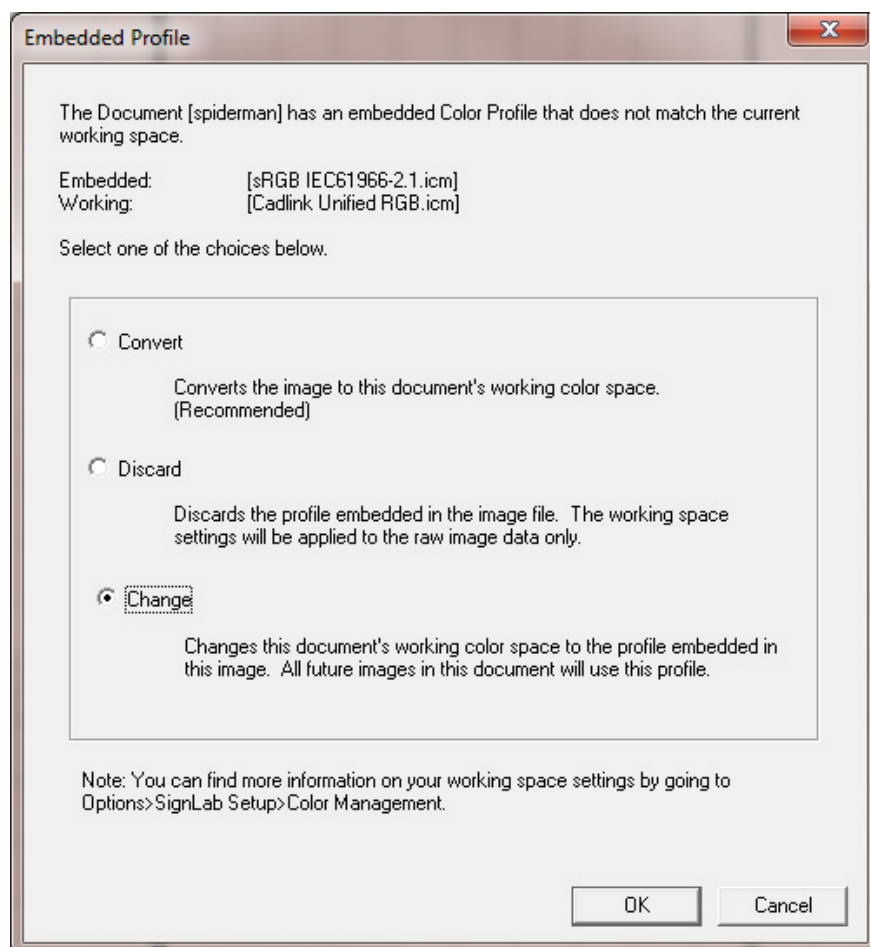 Embedded Profile
The Document [spiderman] has an embedded Color Profile that does not match the current
working space.
Embedded: [sRGB IEC61966-2.1.icm]
Working: [Cadlink Unified RGB.icm]
Select one of the choices below.
Convert
Converts the image to this document's working color space.
(Recommended)
Discard
Discards the profile embedded in the image file. The working space
settings will be applied to the raw image data only.
Change
Changes this document's working color space to the profile embedded in
this image. All future images in this document will use this profile.
Note: You can find more information on your working space settings by going to
Options>SignLab Setup>Color Management.
OK Cancel